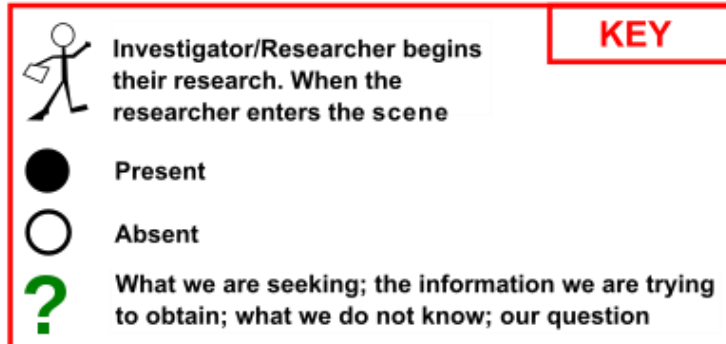 KEY
Investigator/Researcher begins
their research. When the
researcher enters the scene
Present
Absent
? What we are seeking; the information we are trying
to obtain; what we do not know; our question